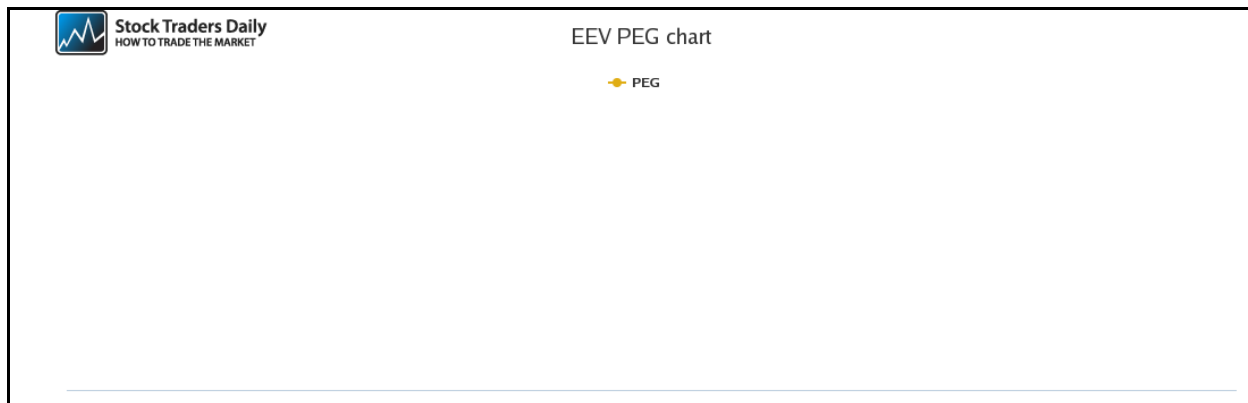 Stock Traders Daily
HOW TO TRADE THE MARKET
EEV PEG chart
PEG